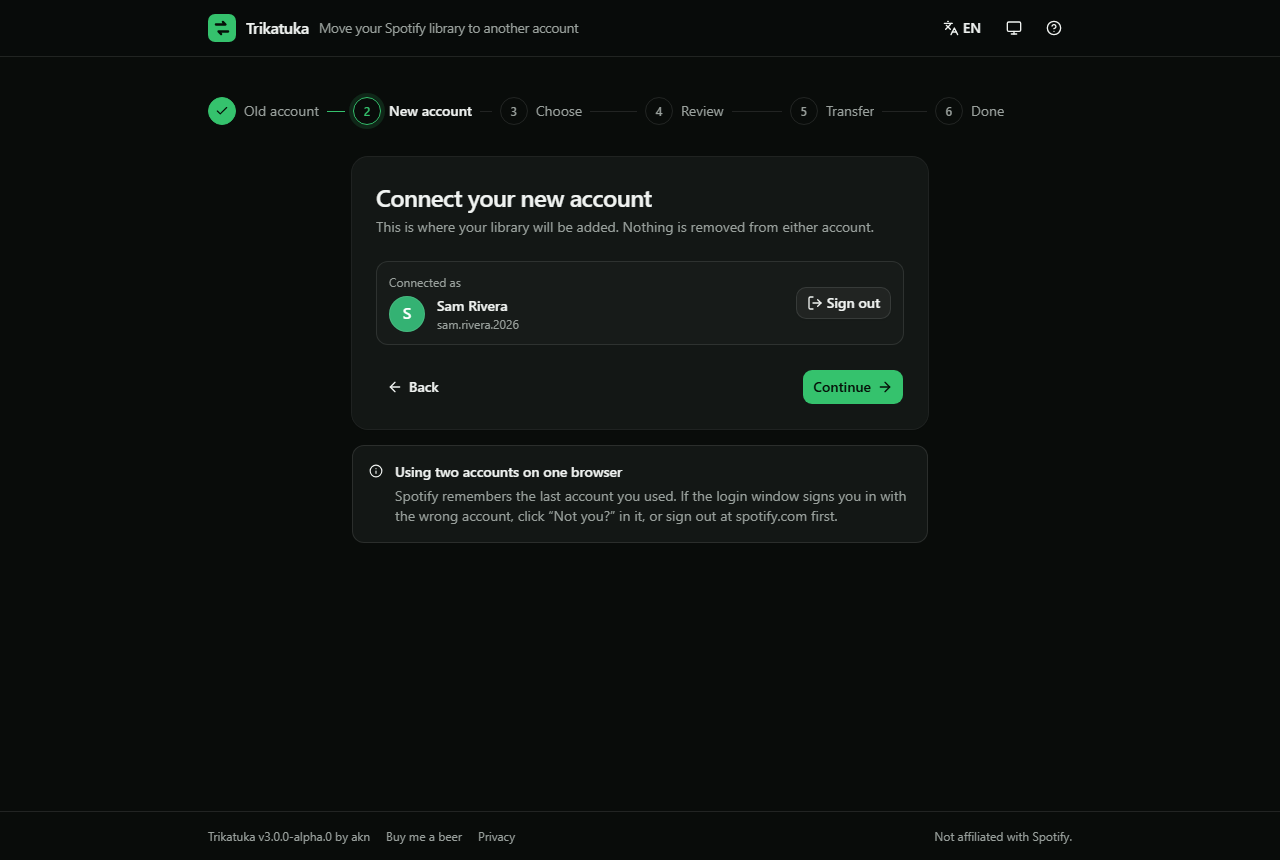 Trikatuka Move your Spotify library to another account EN
Old account 2 New account 3 Choose 4 Review 5 Transfer 6 Done
Connect your new account
This is where your library will be added. Nothing is removed from either account.
Connected as
S Sam Rivera
sam.rivera.2026
Sign out
Back Continue
Using two accounts on one browser
Spotify remembers the last account you used. If the login window signs you in with
the wrong account, click “Not you?” in it, or sign out at spotify.com first.
Trikatuka v3.0.0-alpha.0 by akn Buy me a beer Privacy Not affiliated with Spotify.